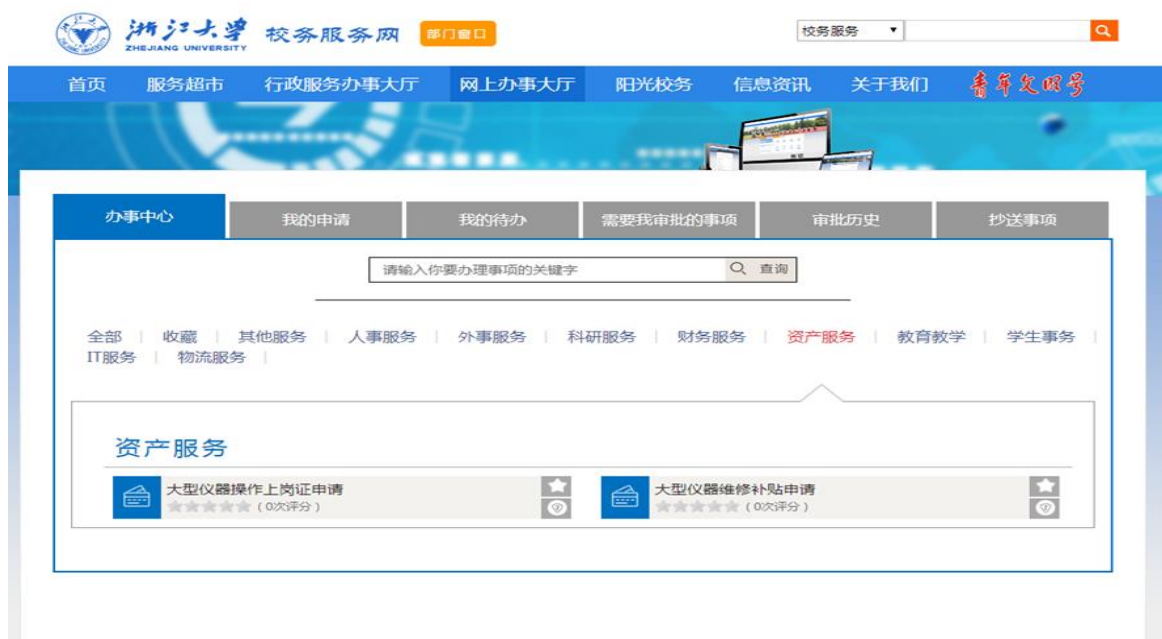 浙江大学 校务服务网 部门窗口 校务服务
ZHEJIANG UNIVERSITY
首页 服务超市 行政服务办事大厅 网上办事大厅 阳光校务 信息资讯 关于我们 青年文明号
办事中心 我的申请 我的待办 需要我审批的事项 审批历史 抄送事项
请输入你要办理事项的关键字 查询
全部 收藏 其他服务 人事服务 外事服务 科研服务 财务服务 资产服务 教育教学 学生事务
IT服务 物流服务
资产服务
大型仪器操作上岗证申请 大型仪器维修补贴申请
(0次评分) (0次评分)